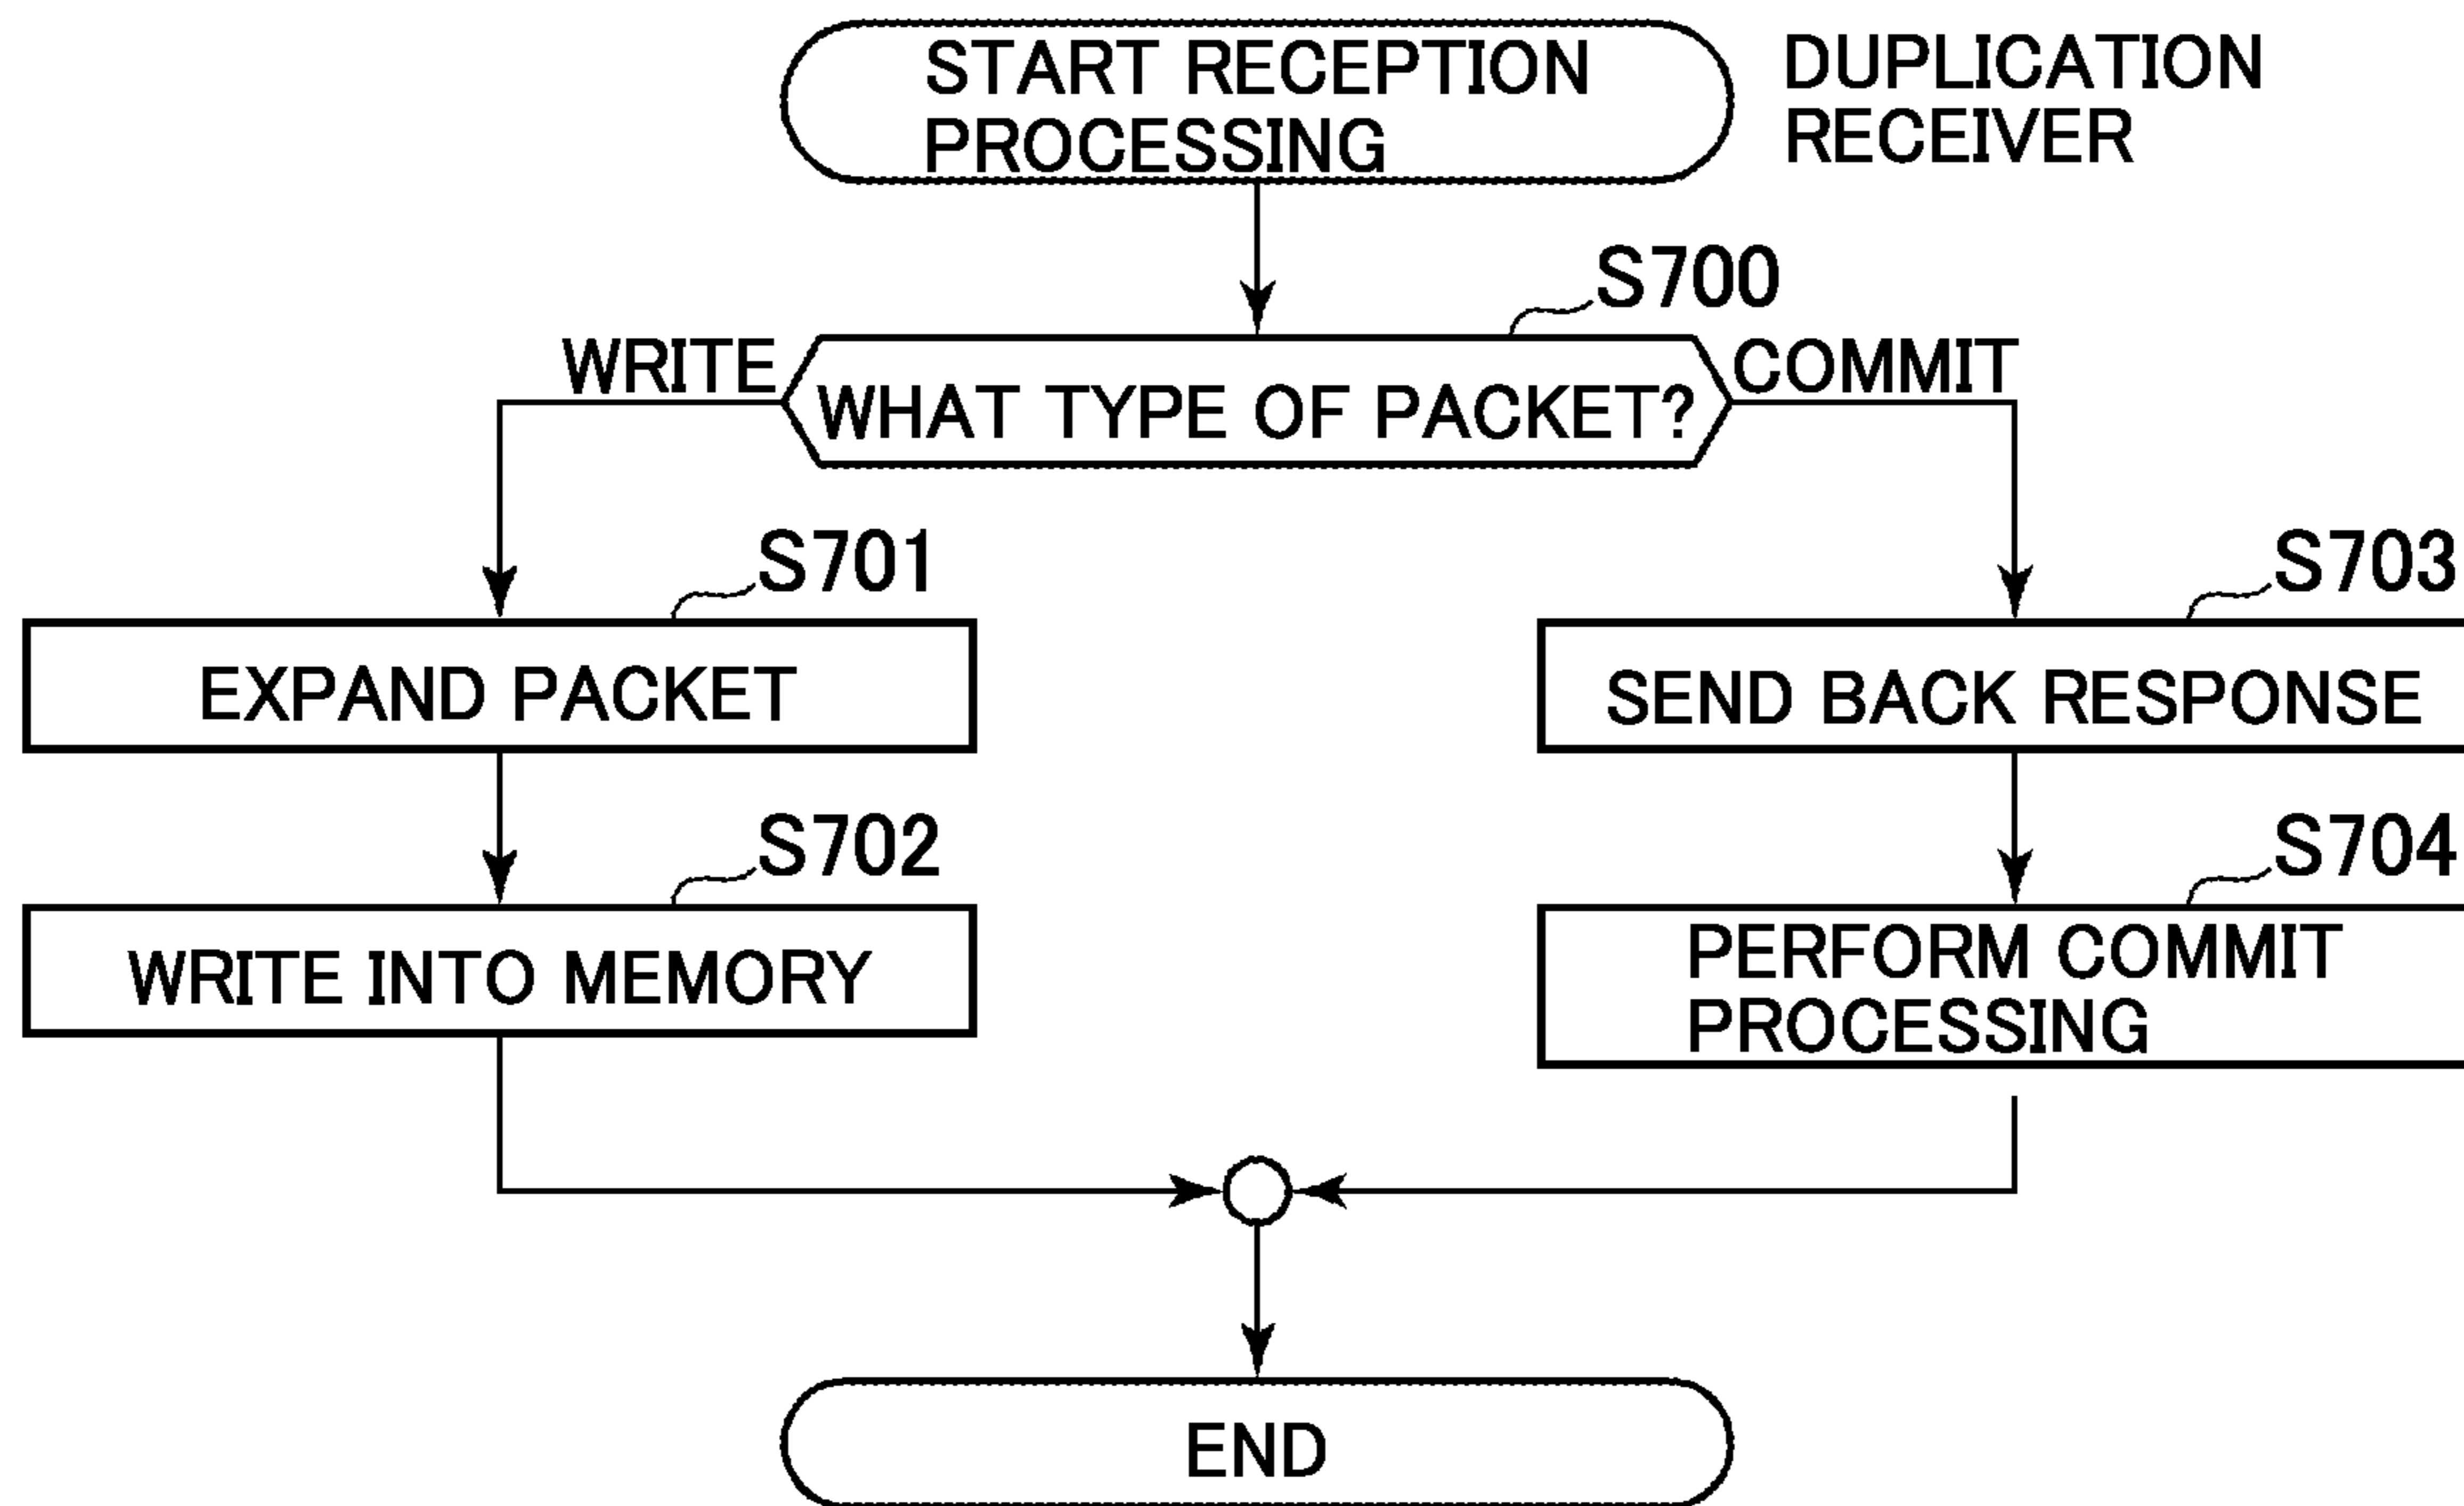 START RECEPTION
PROCESSING
DUPLICATION
RECEIVER
S700
WRITE
WHAT TYPE OF PACKET?
COMMIT
S701
EXPAND PACKET
S703
SEND BACK RESPONSE
S702
WRITE INTO MEMORY
S704
PERFORM COMMIT
PROCESSING
END